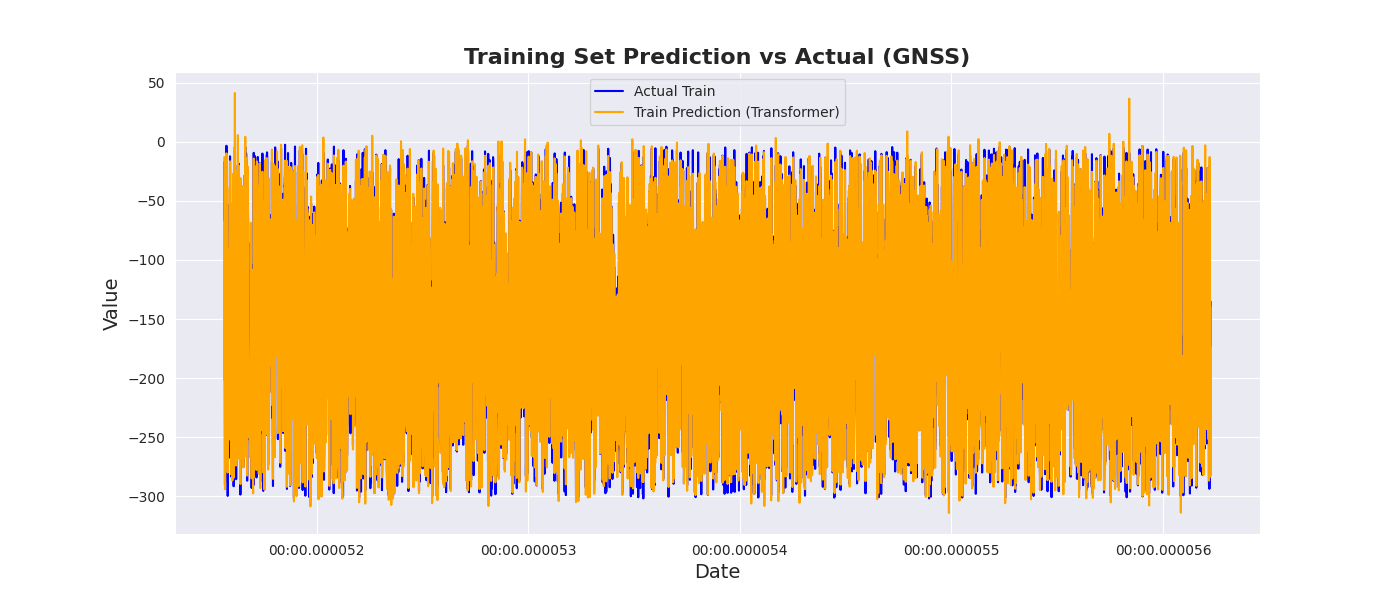 Training Set Prediction vs Actual (GNSS)
Actual Train
Train Prediction (Transformer)
Value
50
0
−50
−100
−150
−200
−250
−300
00:00.000052 00:00.000053 00:00.000054 00:00.000055 00:00.000056
Date